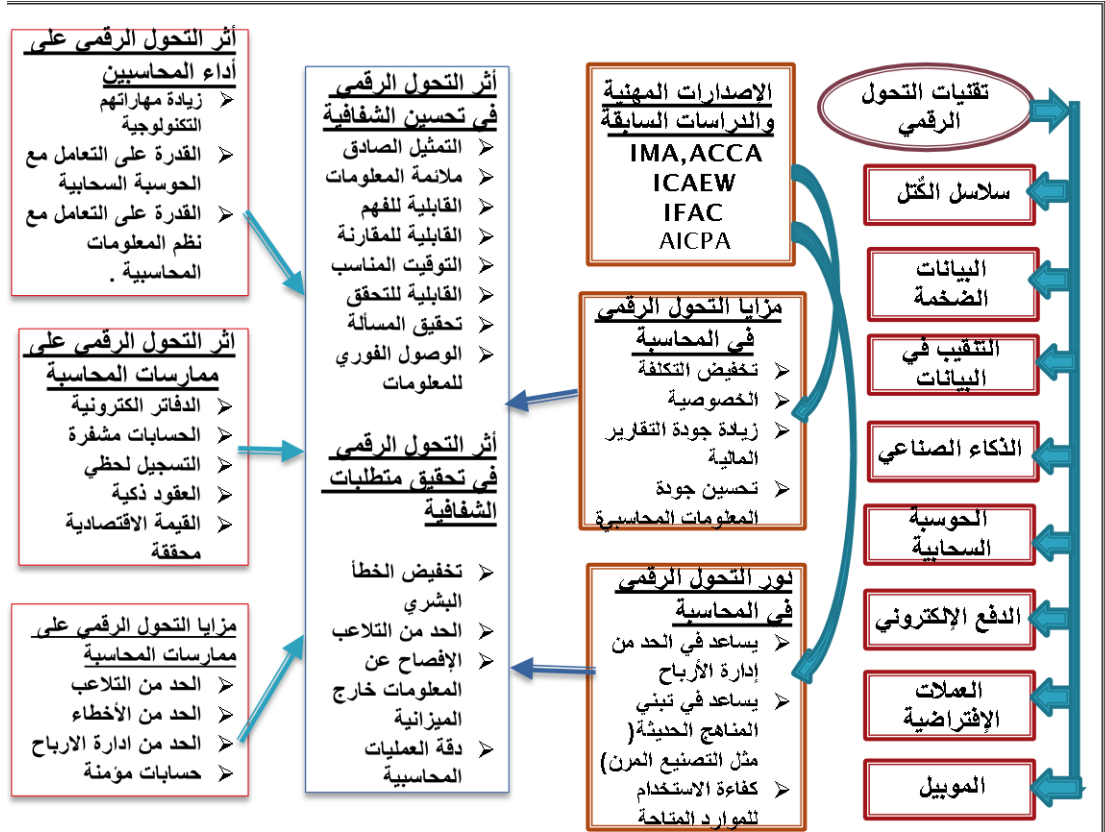 تقنيات التحول
الرقمي
سلاسل الكُتل
البيانات
الضخمة
التنقيب في
البيانات
الذكاء الصناعي
الحوسبة
السحابية
الدفع الإلكتروني
العملات
الإفتراضية
الموبيل
الإصدارات المهنية
والدراسات السابقة
IMA,ACCA
ICAEW
IFAC
AICPA
مزايا التحول الرقمي
في المحاسبة
تخفيض التكلفة
الخصوصية
زيادة جودة التقارير
المالية
تحسين جودة
المعلومات المحاسبية
دور التحول الرقمي
في المحاسبة
يساعد في الحد من
إدارة الأرباح
يساعد في تبني
المناهج الحديثة(
مثل التصنيع المرن)
كفاءة الاستخدام
للموارد المتاحة
أثر التحول الرقمي
في تحسين الشفافية
التمثيل الصادق
ملائمة المعلومات
القابلية للفهم
القابلية للمقارنة
التوقيت المناسب
القابلية للتحقق
تحقيق المسألة
الوصول الفوري
للمعلومات
أثر التحول الرقمي
في تحقيق متطلبات
الشفافية
تخفيض الخطأ
البشري
الحد من التلاعب
الإفصاح عن
المعلومات خارج
الميزانية
دقة العمليات
المحاسبية
أثر التحول الرقمي على
أداء المحاسبين
زيادة مهاراتهم
التكنولوجية
القدرة على التعامل مع
الحوسبة السحابية
القدرة على التعامل مع
نظم المعلومات
المحاسبية .
اثر التحول الرقمي على
ممارسات المحاسبة
الدفاتر الكترونية
الحسابات مشفرة
التسجيل لحظي
العقود ذكية
القيمة الاقتصادية
محققة
مزايا التحول الرقمي على
ممارسات المحاسبة
الحد من التلاعب
الحد من الأخطاء
الحد من ادارة الارباح
حسابات مؤمنة